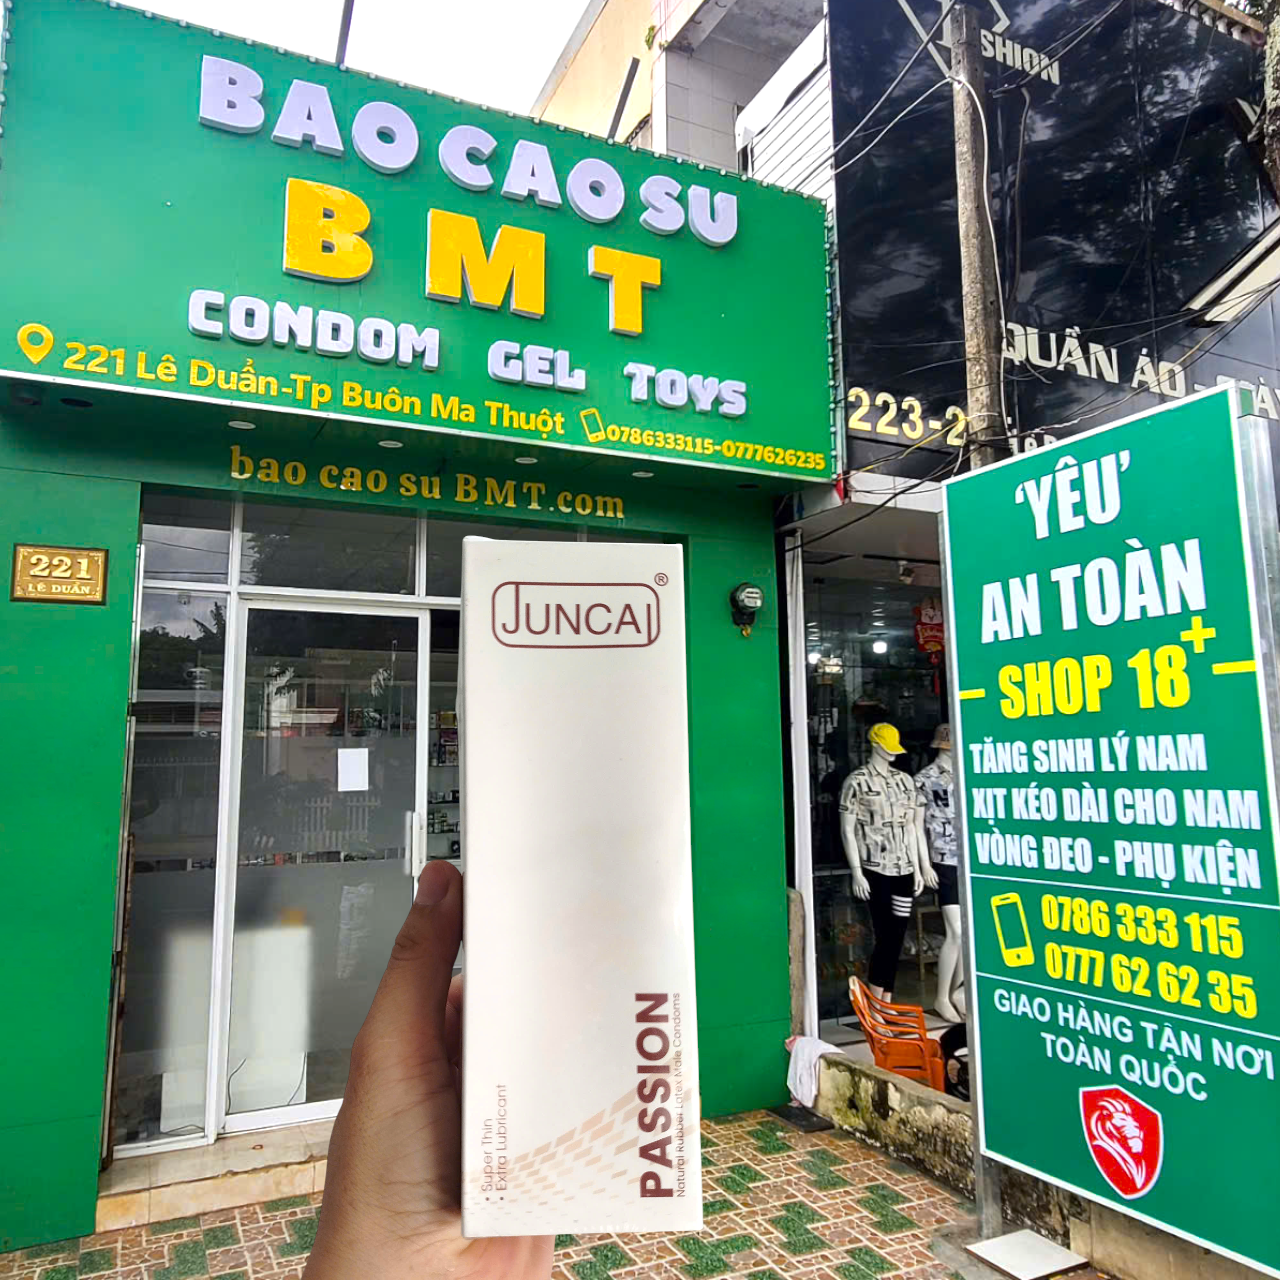 BAO CAO SU
BMT
CONDOM GEL TOYS
221 Lê Duẩn-Tp Buôn Ma Thuột 0786333115-0777626235
bao cao su BMT.com
221
LÊ DUẨN
SHION
QUẦN ÁO -
223-2
JUNCAI®
PASSION
Natural Rubber Latex Male Condoms
• Super Thin
• Extra Lubricant
'YÊU'
AN TOÀN
- SHOP 18+ -
TĂNG SINH LÝ NAM
XỊT KÉO DÀI CHO NAM
VÒNG ĐEO - PHỤ KIỆN
0786 333 115
0777 62 62 35
GIAO HÀNG TẬN NƠI
TOÀN QUỐC